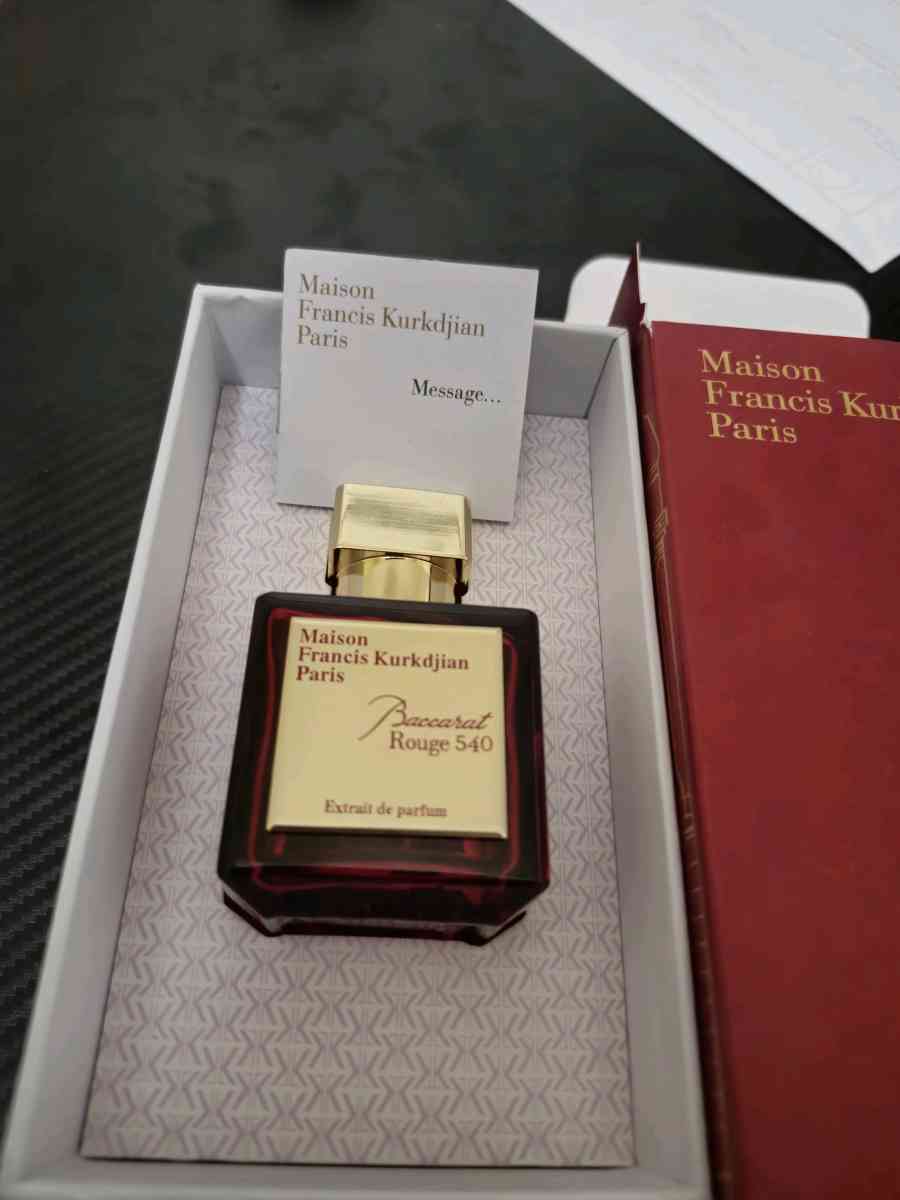 Maison
Francis Kurkdjian
Paris
Message...
Maison
Francis Kur
Paris
Maison
Francis Kurkdjian
Paris
Baccarat
Rouge 540
Extrait de parfum